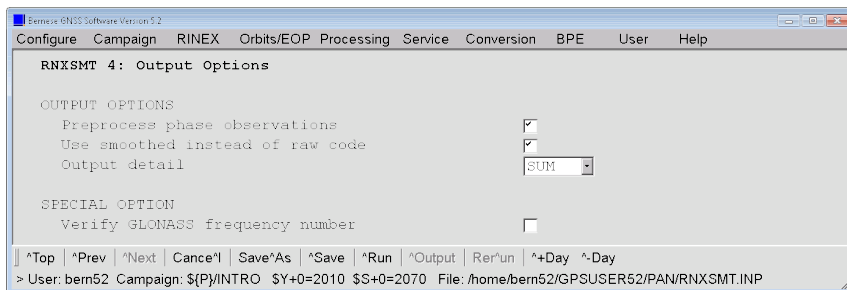 Bernese GNSS Software Version 5.2
Configure Campaign RINEX Orbits/EOP Processing Service Conversion BPE User Help
RNXSMT 4: Output Options
OUTPUT OPTIONS
Preprocess phase observations
Use smoothed instead of raw code
Output detail SUM
SPECIAL OPTION
Verify GLONASS frequency number
^Top ^Prev ^Next Cance^l Save^As ^Save ^Run ^Output Rer^un ^+Day ^-Day
> User: bern52 Campaign: ${P}/INTRO $Y+0=2010 $S+0=2070 File: /home/bern52/GPSUSER52/PAN/RNXSMT.INP